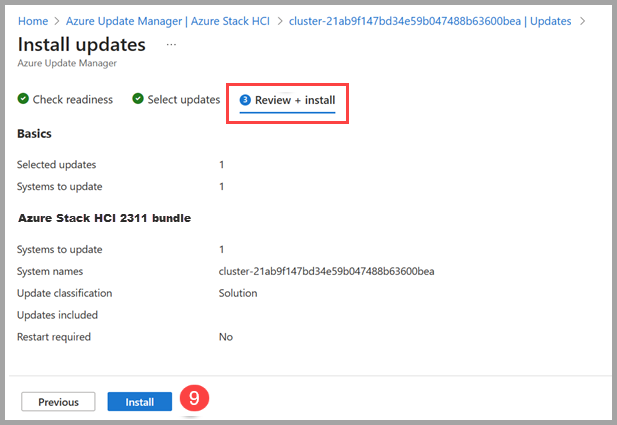 Home > Azure Update Manager | Azure Stack HCI > cluster-21ab9f147bd34e59b047488b63600bea | Updates >
Install updates ...
Azure Update Manager
Check readiness Select updates 3 Review + install
Basics
Selected updates 1
Systems to update 1
Azure Stack HCI 2311 bundle
Systems to update 1
System names cluster-21ab9f147bd34e59b047488b63600bea
Update classification Solution
Updates included
Restart required No
Previous Install 9